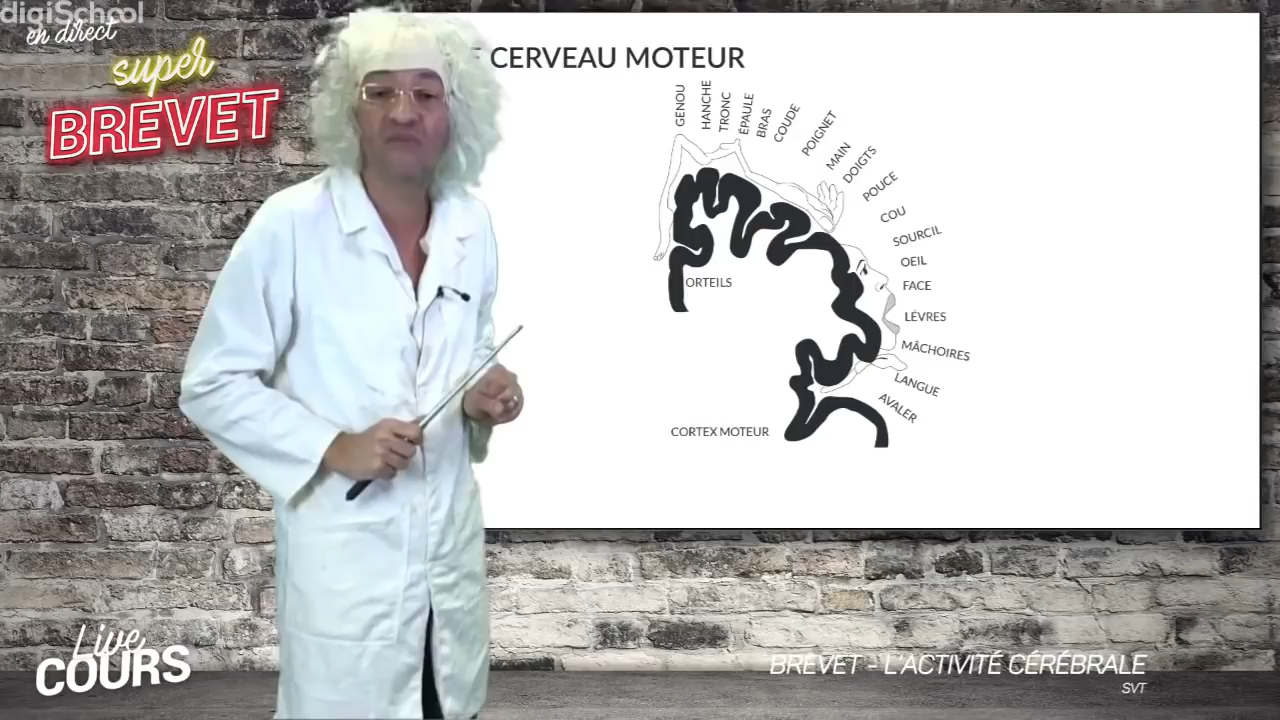 digiSchool
en direct
super
BREVET
CERVEAU MOTEUR
GENOU
HANCHE
TRONC
ÉPAULE
BRAS
COUDE
POIGNET
MAIN
DOIGTS
POUCE
COU
SOURCIL
OEIL
FACE
LÉVRES
MÂCHOIRES
LANGUE
AVALER
ORTEILS
CORTEX MOTEUR
Live
COURS
BREVET - L'ACTIVITÉ CÉRÉBRALE
SVT